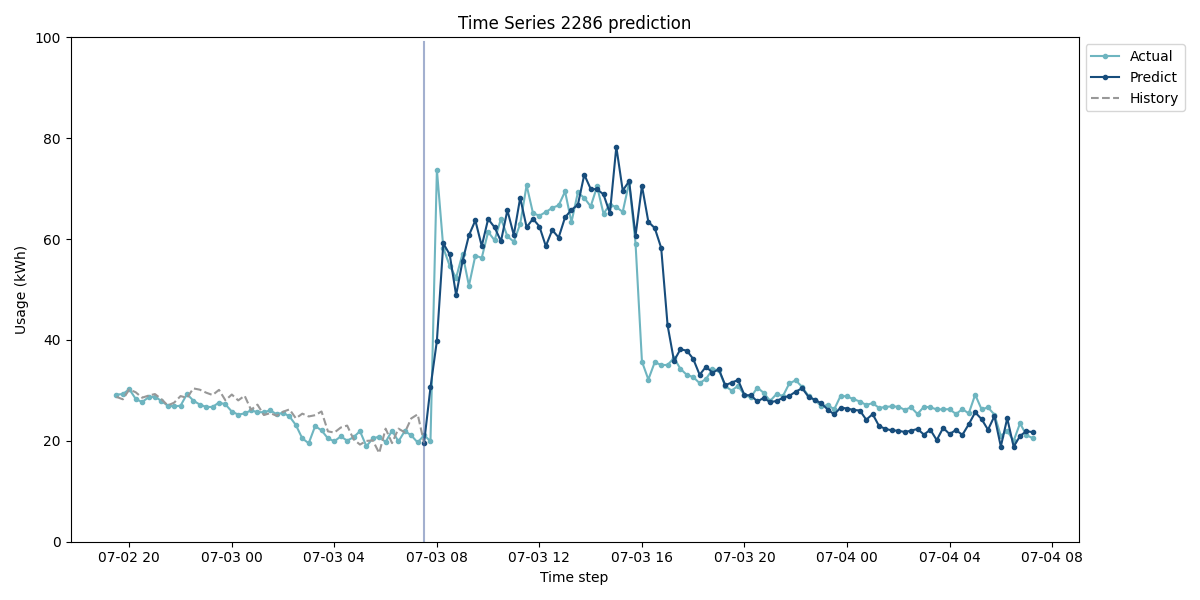 Time Series 2286 prediction
100
80
60
40
20
0
Usage (kWh)
07-02 20
07-03 00
07-03 04
07-03 08
07-03 12
07-03 16
07-03 20
07-04 00
07-04 04
07-04 08
Time step
Actual
Predict
History